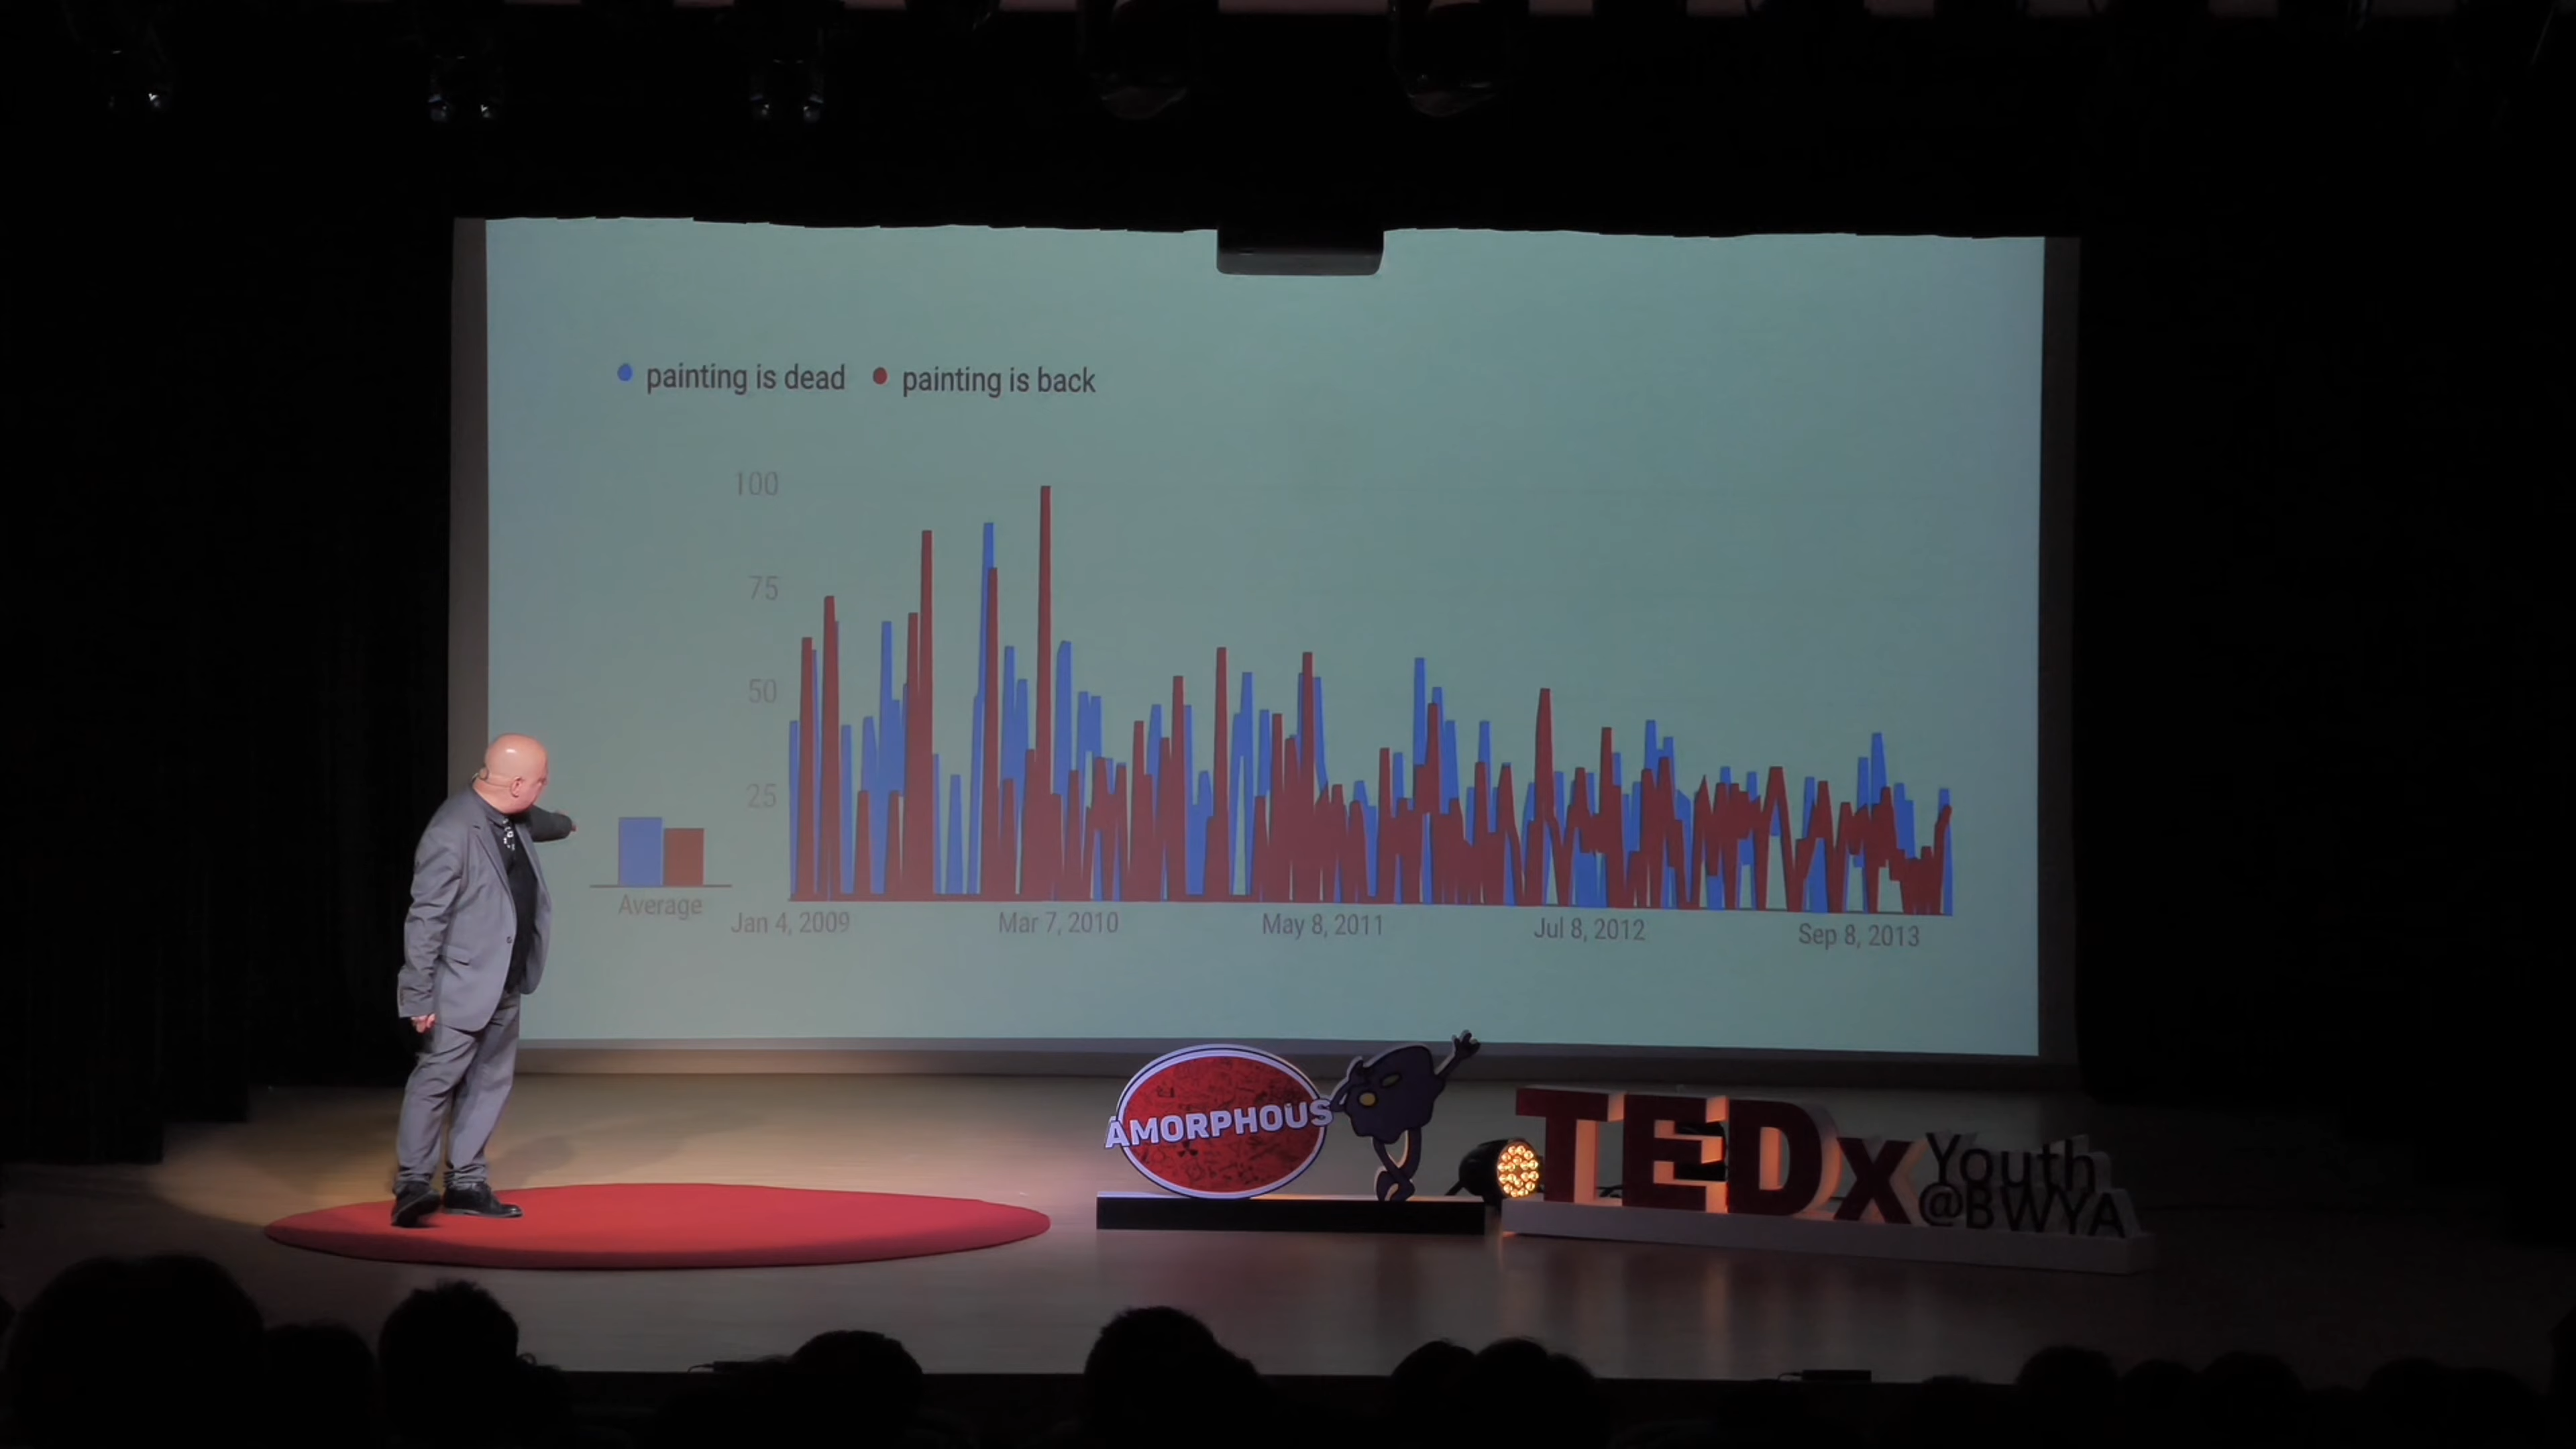 painting is dead painting is back
100
75
50
25
Average
Jan 4, 2009 Mar 7, 2010 May 8, 2011 Jul 8, 2012 Sep 8, 2013
AMORPHOUS
TEDx Youth
@BWYA